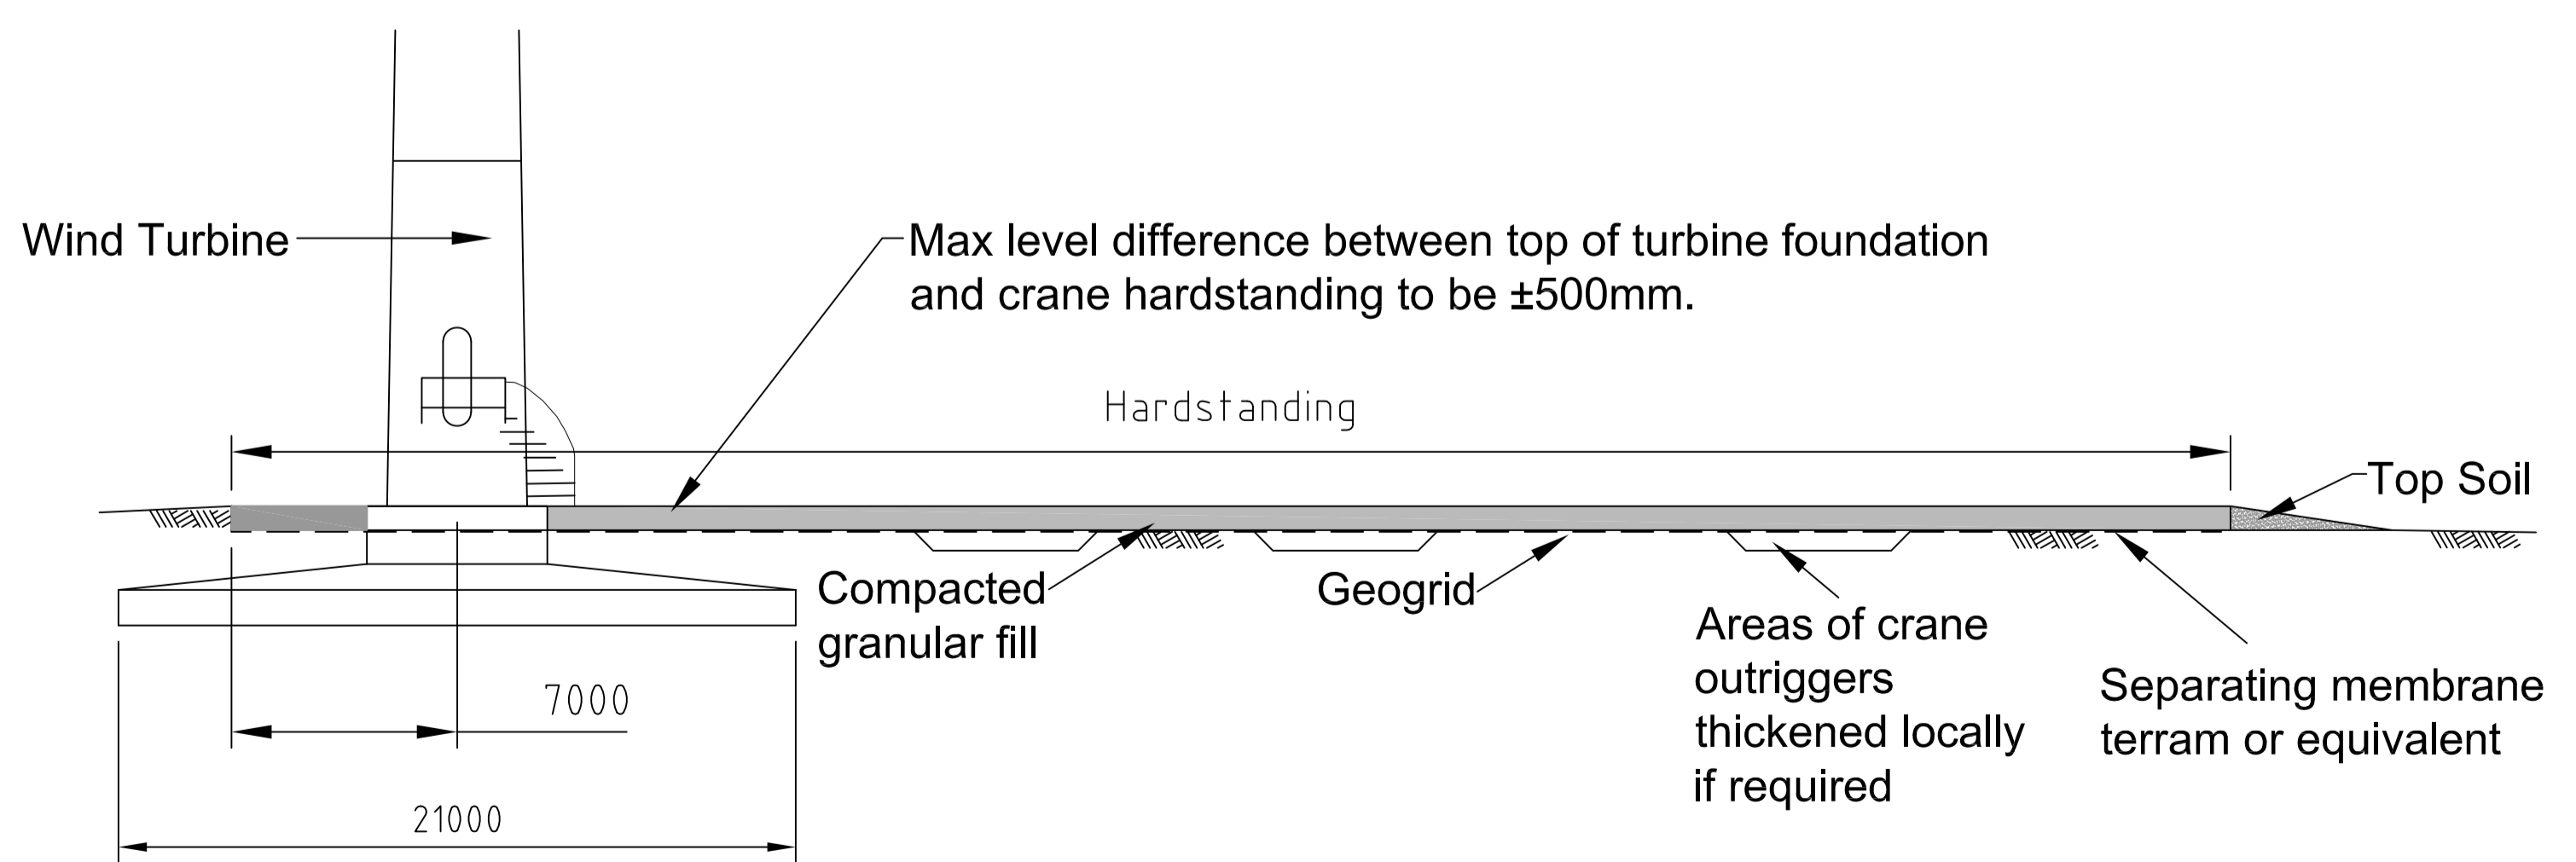 Wind Turbine
Max level difference between top of turbine foundation
and crane hardstanding to be ±500mm.
Hardstanding
Top Soil
Compacted
granular fill
Geogrid
Areas of crane
outriggers
thickened locally
if required
Separating membrane
terram or equivalent
7000
21000